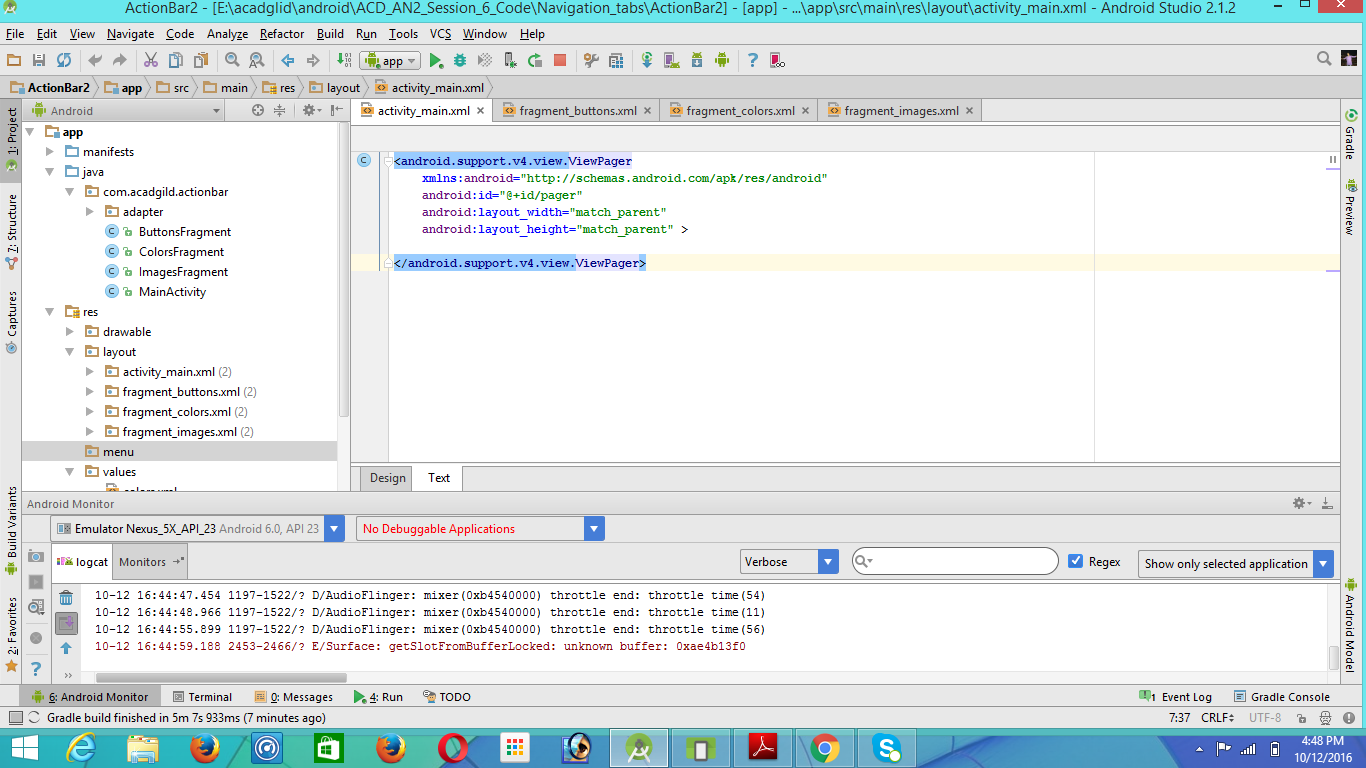 ActionBar2 - [E:\acadglid\android\ACD_AN2_Session_6_Code\Navigation_tabs\ActionBar2] - [app] - ...\app\src\main\res\layout\activity_main.xml - Android Studio 2.1.2
File Edit View Navigate Code Analyze Refactor Build Run Tools VCS Window Help
app
ActionBar2 app src main res layout activity_main.xml
1: Project
7: Structure
Captures
Build Variants
2: Favorites
Android
app
manifests
java
com.acadgild.actionbar
adapter
ButtonsFragment
ColorsFragment
ImagesFragment
MainActivity
res
drawable
layout
activity_main.xml (2)
fragment_buttons.xml (2)
fragment_colors.xml (2)
fragment_images.xml (2)
menu
values
colors.xml
activity_main.xml fragment_buttons.xml fragment_colors.xml fragment_images.xml
<android.support.v4.view.ViewPager
xmlns:android="http://schemas.android.com/apk/res/android"
android:id="@+id/pager"
android:layout_width="match_parent"
android:layout_height="match_parent" >
</android.support.v4.view.ViewPager>
Design Text
Gradle
Preview
Android Model
Android Monitor
Emulator Nexus_5X_API_23 Android 6.0, API 23 No Debuggable Applications
logcat Monitors Verbose Regex Show only selected application
10-12 16:44:47.454 1197-1522/? D/AudioFlinger: mixer(0xb4540000) throttle end: throttle time(54)
10-12 16:44:48.966 1197-1522/? D/AudioFlinger: mixer(0xb4540000) throttle end: throttle time(11)
10-12 16:44:55.899 1197-1522/? D/AudioFlinger: mixer(0xb4540000) throttle end: throttle time(56)
10-12 16:44:59.188 2453-2466/? E/Surface: getSlotFromBufferLocked: unknown buffer: 0xae4b13f0
6: Android Monitor Terminal 0: Messages 4: Run TODO 1 Event Log Gradle Console
Gradle build finished in 5m 7s 933ms (7 minutes ago) 7:37 CRLF UTF-8
4:48 PM
10/12/2016